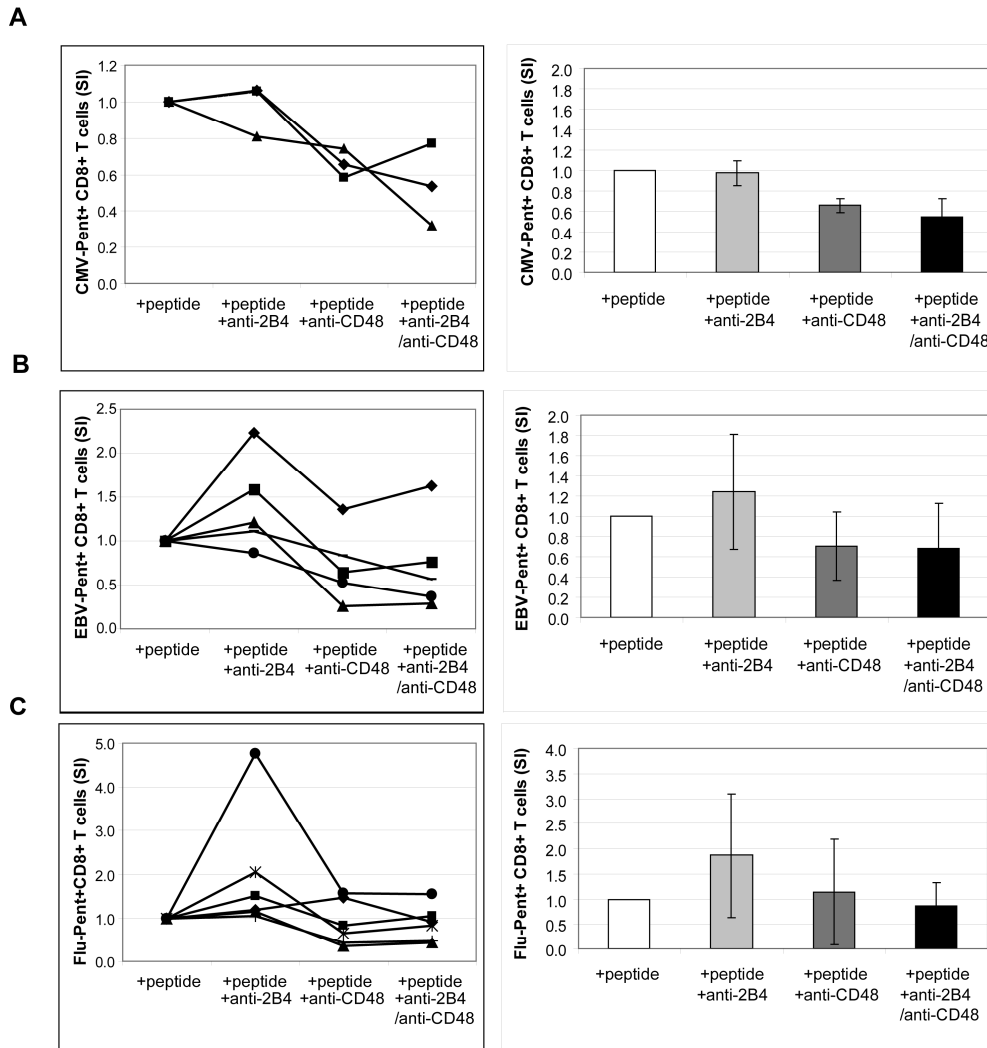 A
CMV-Pent+ CD8+ T cells (SI)
1.2
1.0
0.8
0.6
0.4
0.2
0.0
+peptide
+peptide
+anti-2B4
+peptide
+anti-CD48
+peptide
+anti-2B4
/anti-CD48
CMV-Pent+ CD8+ T cells (SI)
2.0
1.8
1.6
1.4
1.2
1.0
0.8
0.6
0.4
0.2
0.0
+peptide
+peptide
+anti-2B4
+peptide
+anti-CD48
+peptide
+anti-2B4
/anti-CD48
B
EBV-Pent+ CD8+ T cells (SI)
2.5
2.0
1.5
1.0
0.5
0.0
+peptide
+peptide
+anti-2B4
+peptide
+anti-CD48
+peptide
+anti-2B4
/anti-CD48
EBV-Pent+ CD8+ T cells (SI)
2.0
1.8
1.6
1.4
1.2
1.0
0.8
0.6
0.4
0.2
0.0
+peptide
+peptide
+anti-2B4
+peptide
+anti-CD48
+peptide
+anti-2B4
/anti-CD48
C
Flu-Pent+CD8+ T cells (SI)
5.0
4.0
3.0
2.0
1.0
0.0
+peptide
+peptide
+anti-2B4
+peptide
+anti-CD48
+peptide
+anti-2B4
/anti-CD48
Flu-Pent+ CD8+ T cells (SI)
4.0
3.5
3.0
2.5
2.0
1.5
1.0
0.5
0.0
+peptide
+peptide
+anti-2B4
+peptide
+anti-CD48
+peptide
+anti-2B4
/anti-CD48